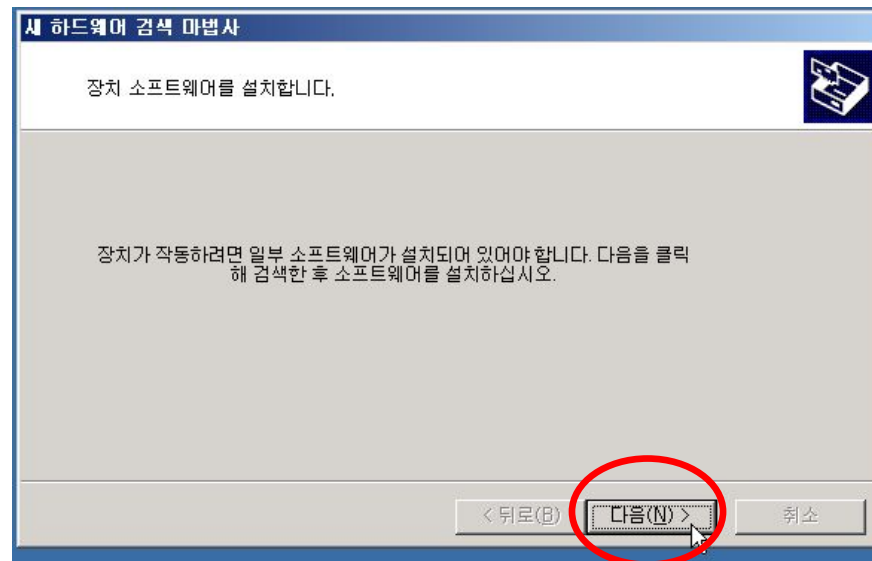 새 하드웨어 검색 마법사
장치 소프트웨어를 설치합니다.
장치가 작동하려면 일부 소프트웨어가 설치되어 있어야 합니다. 다음을 클릭
해 검색한 후 소프트웨어를 설치하십시오.
< 뒤로(B) 다음(N) > 취소